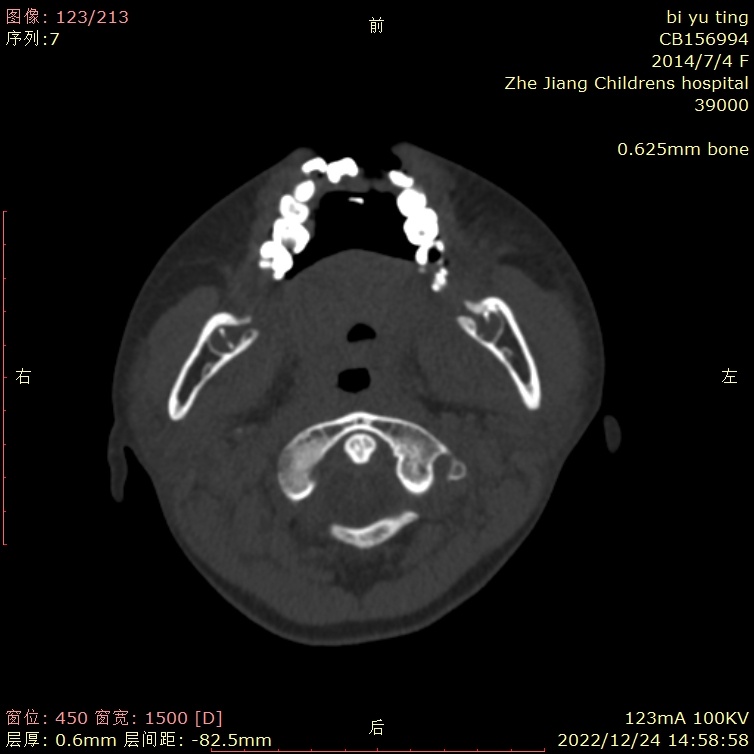 图像: 123/213
序列:7
前
bi yu ting
CB156994
2014/7/4 F
Zhe Jiang Childrens hospital
39000
0.625mm bone
右
左
窗位: 450 窗宽: 1500 [D]
层厚: 0.6mm 层间距: -82.5mm
后
123mA 100KV
2022/12/24 14:58:58